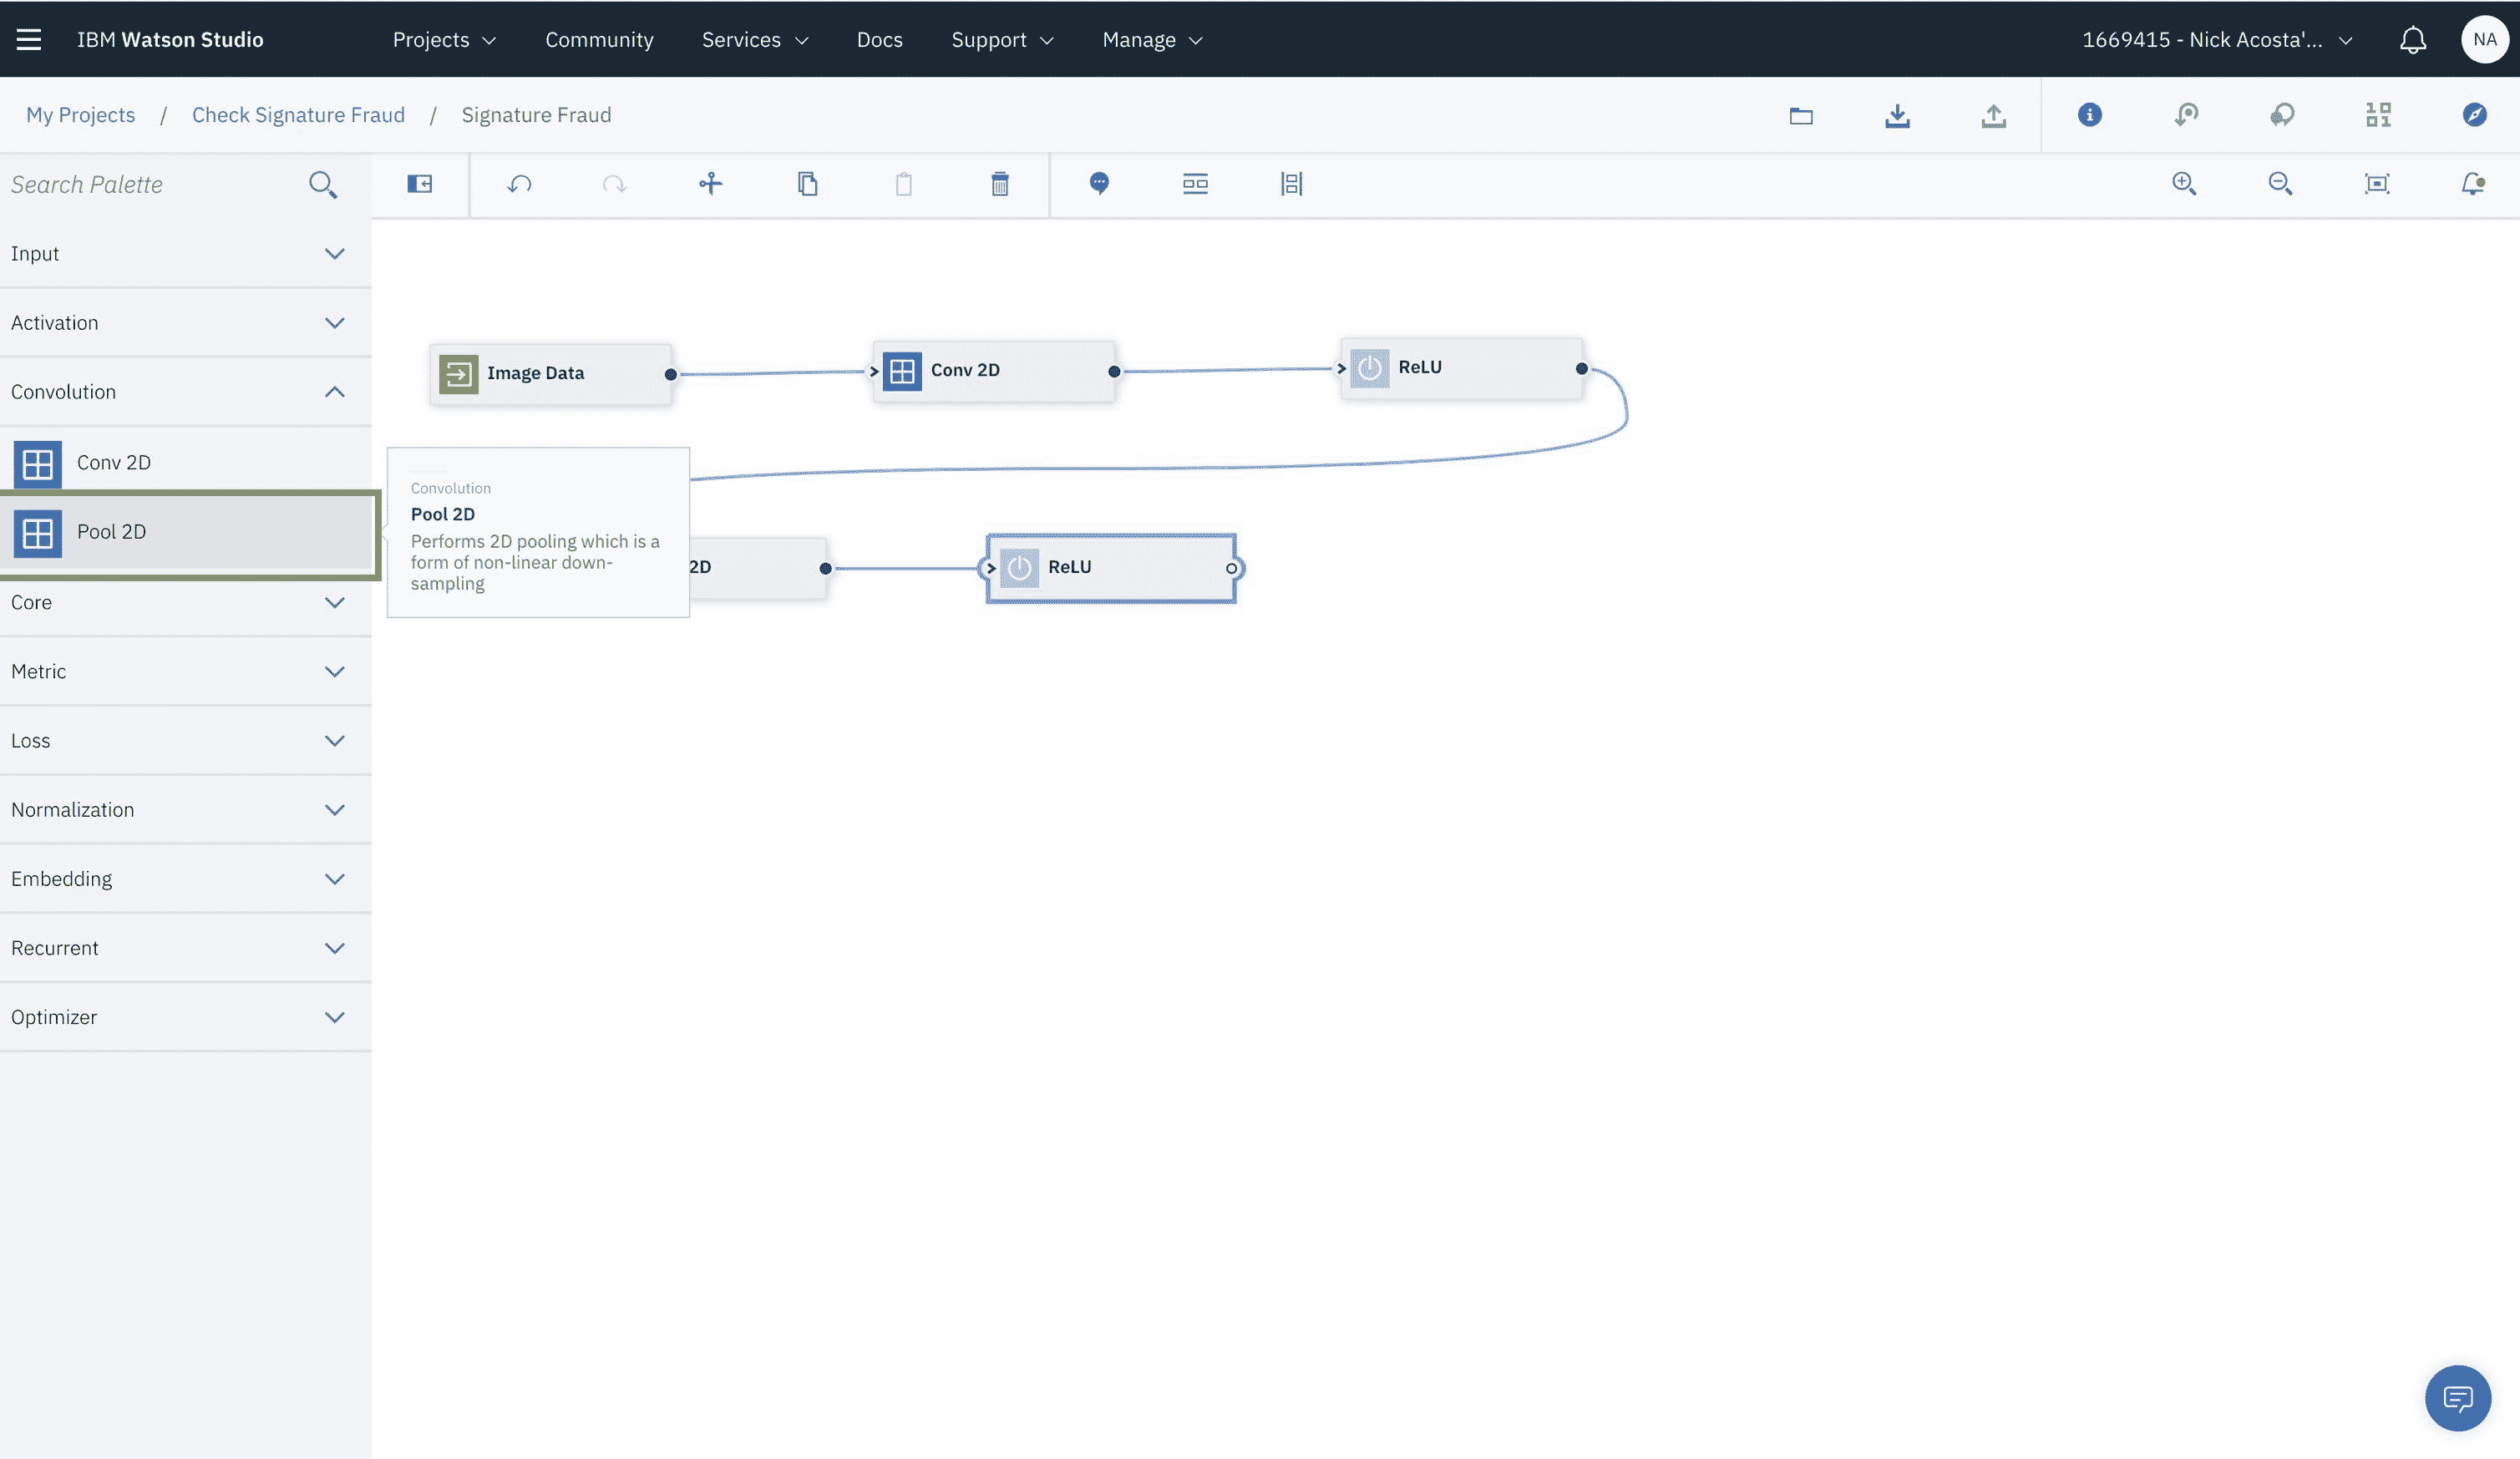 IBM Watson Studio
Projects
Community
Services
Docs
Support
Manage
1669415 - Nick Acosta'...
NA
My Projects / Check Signature Fraud / Signature Fraud
Search Palette
Input
Activation
Convolution
Conv 2D
Pool 2D
Core
Metric
Loss
Normalization
Embedding
Recurrent
Optimizer
Image Data
Conv 2D
ReLU
Convolution
Pool 2D
Performs 2D pooling which is a
form of non-linear down-
sampling
2D
ReLU